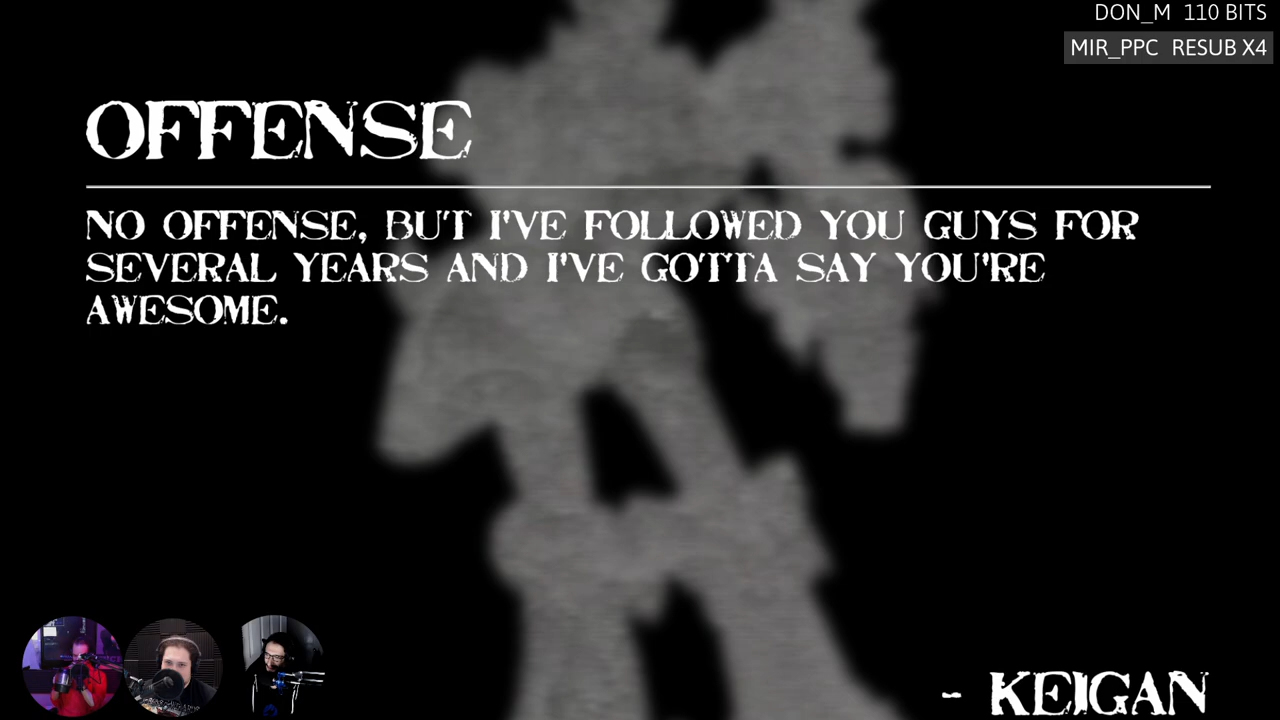 DON_M 110 BITS
MIR_PPC RESUB X4
OFFENSE
NO OFFENSE, BUT I'VE FOLLOWED YOU GUYS FOR
SEVERAL YEARS AND I'VE GOTTA SAY YOU'RE
AWESOME.
- KEIGAN